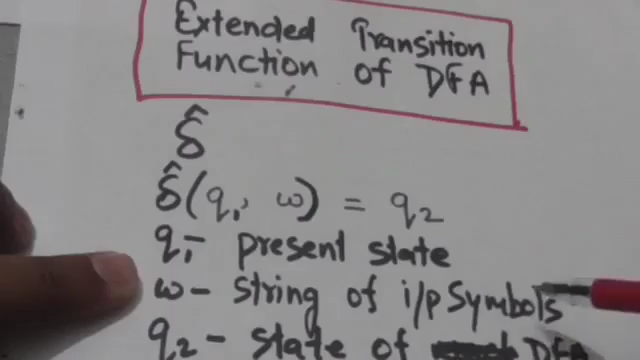 Extended Transition
Function of DFA
δ̂
δ̂(q₁, ω) = q₂
q₁- present state
ω - string of i/p Symbols
q₂ - state of DFA